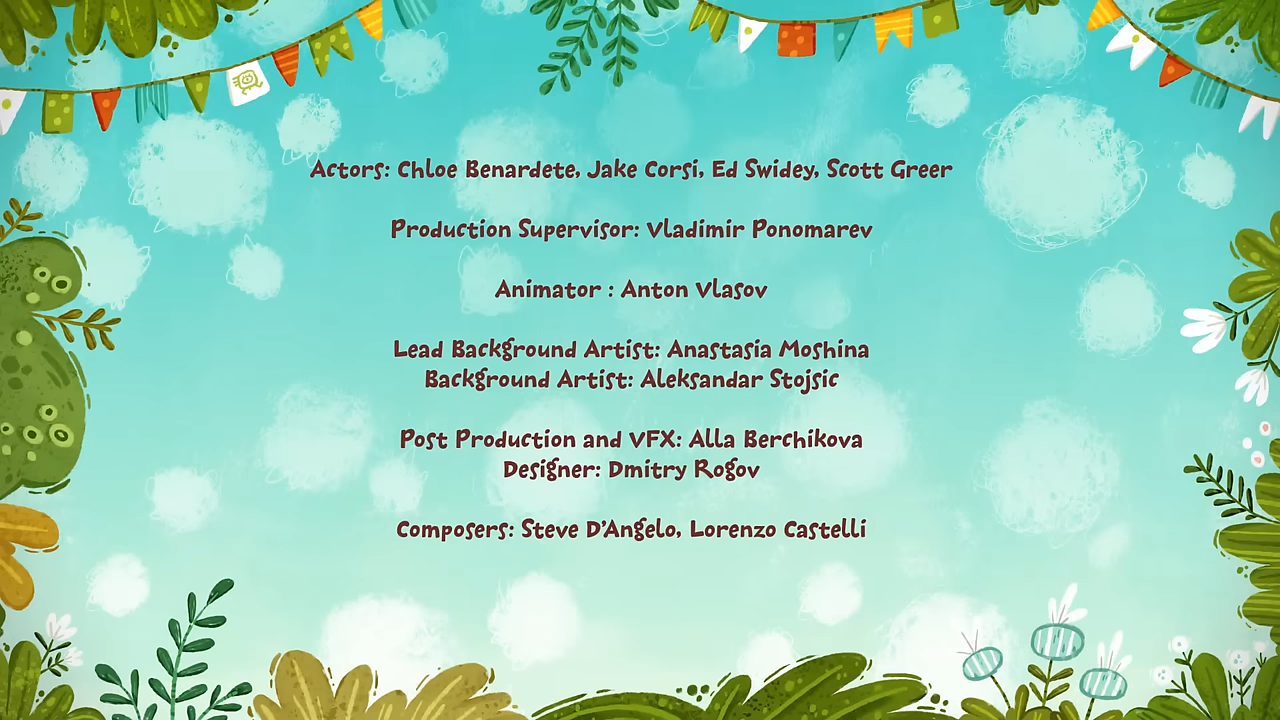 Actors: Chloe Benardete, Jake Corsi, Ed Swidey, Scott Greer
Production Supervisor: Vladimir Ponomarev
Animator : Anton Vlasov
Lead Background Artist: Anastasia Moshina
Background Artist: Aleksandar Stojsic
Post Production and VFX: Alla Berchikova
Designer: Dmitry Rogov
Composers: Steve D'Angelo, Lorenzo Castelli